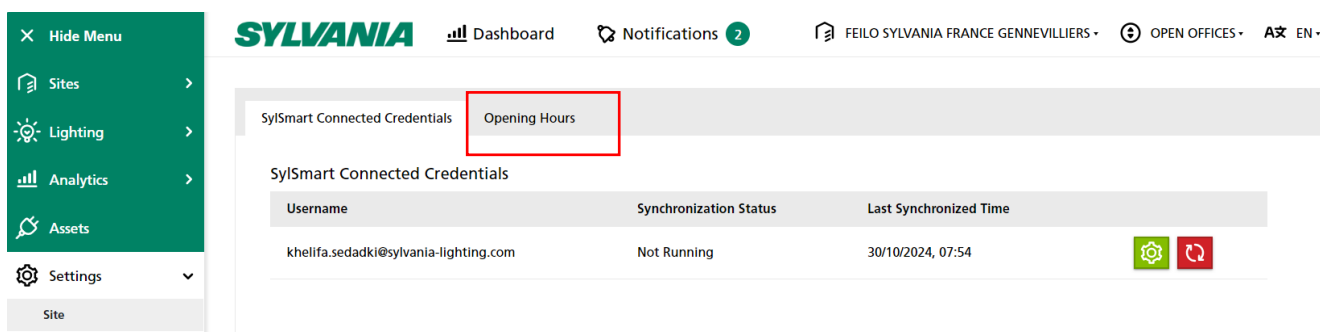 Hide Menu
SYLVANIA
Dashboard
Notifications 2
FEILO SYLVANIA FRANCE GENNEVILLIERS
OPEN OFFICES
A文 EN
Sites
Lighting
Analytics
Assets
Settings
Site
SylSmart Connected Credentials
Opening Hours
SylSmart Connected Credentials
Username Synchronization Status Last Synchronized Time
khelifa.sedadki@sylvania-lighting.com Not Running 30/10/2024, 07:54